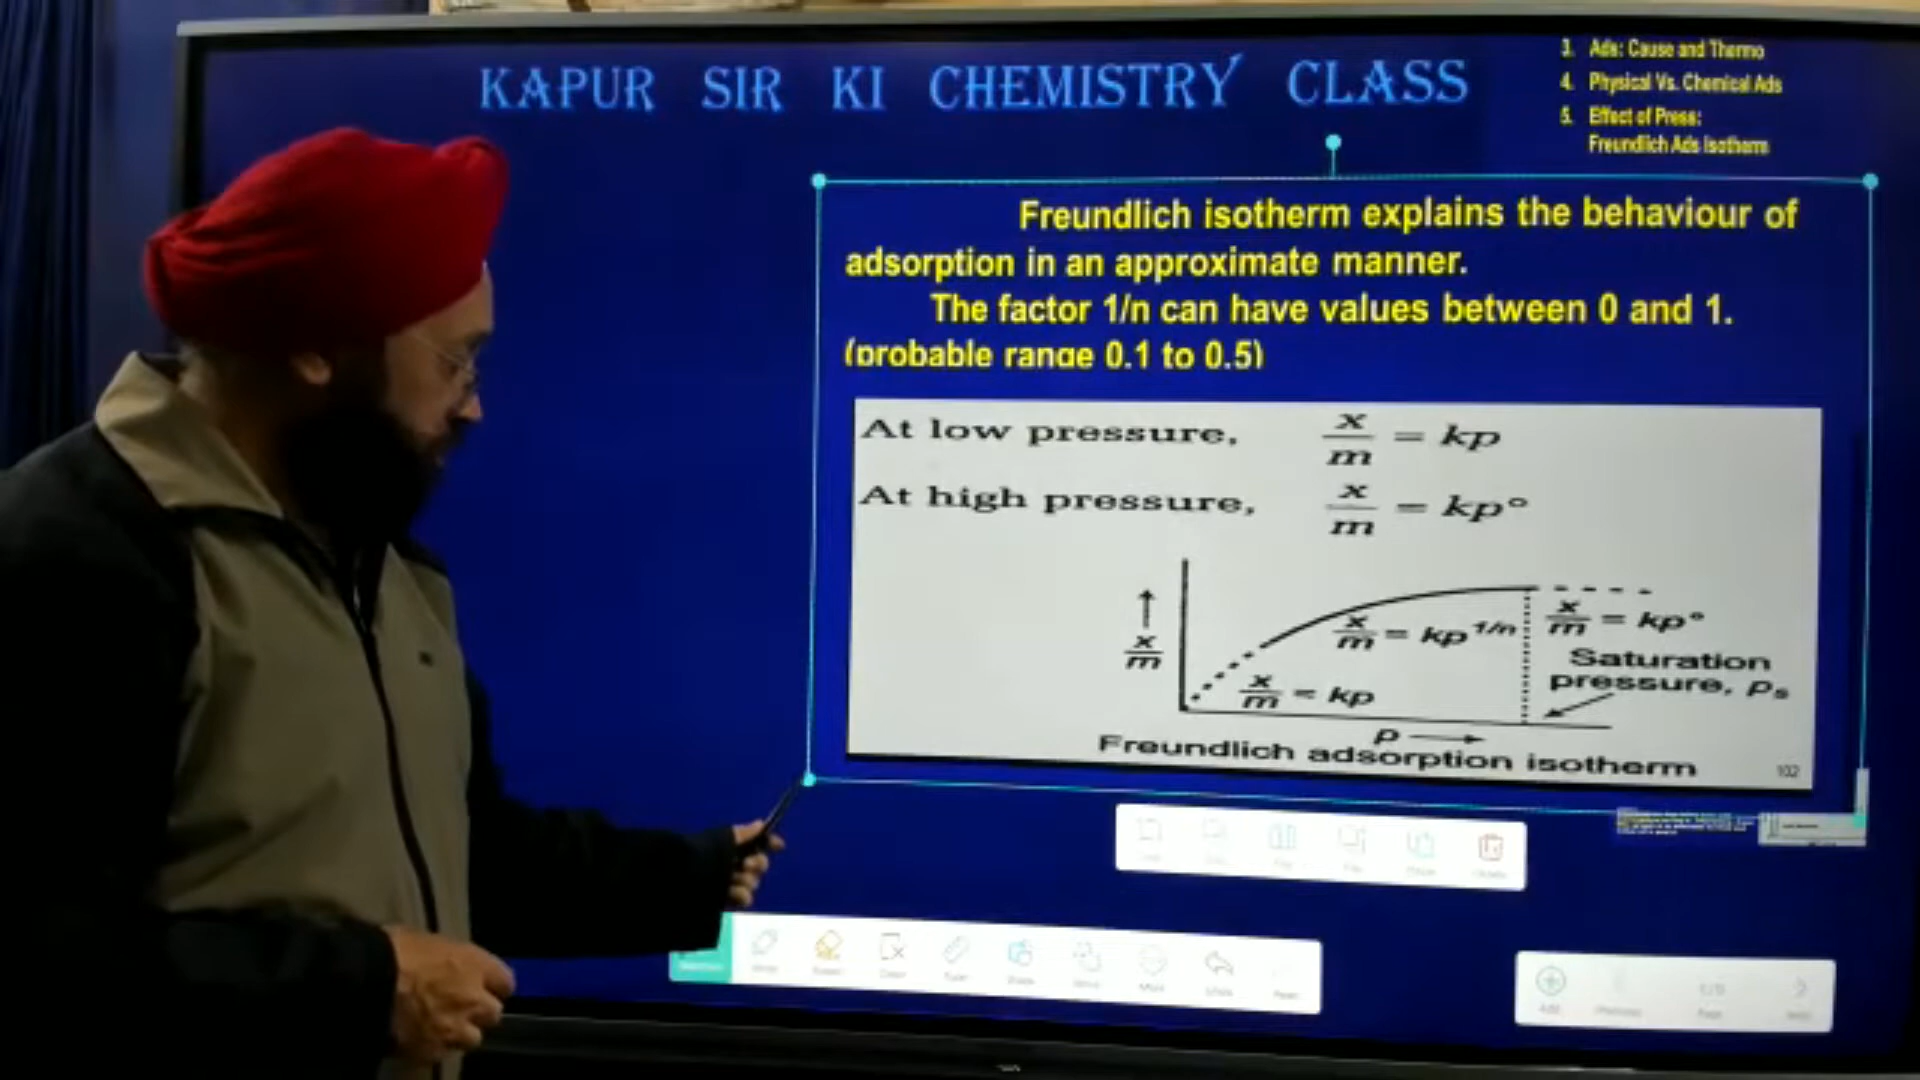 KAPUR SIR KI CHEMISTRY CLASS
3. Ads: Cause and Thermo
4. Physical Vs. Chemical Ads
5. Effect of Press:
Freundlich Ads Isotherm
Freundlich isotherm explains the behaviour of
adsorption in an approximate manner.
The factor 1/n can have values between 0 and 1.
(probable range 0.1 to 0.5)
At low pressure, x/m = kp
At high pressure, x/m = kp°
x/m
x/m = kp
x/m = kp^1/n
x/m = kp°
Saturation
pressure, ps
p
Freundlich adsorption isotherm
102